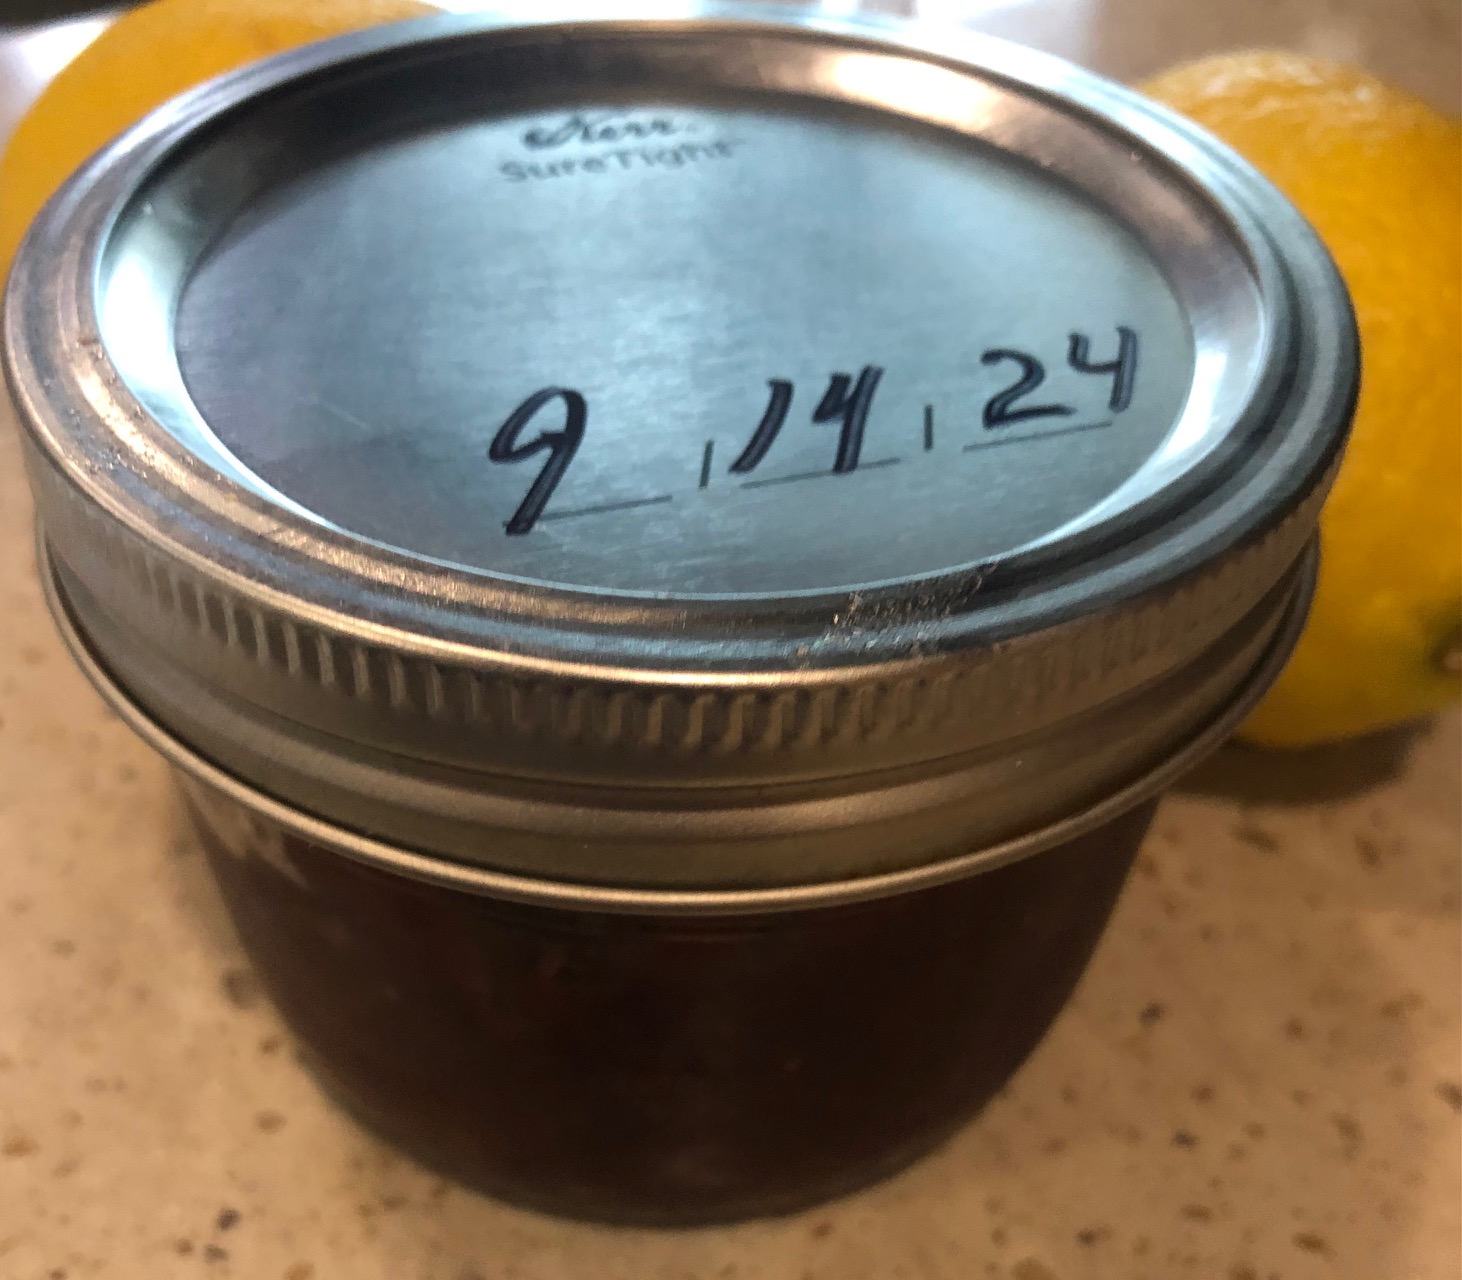 Kerr
SureTight
9 / 14 / 24